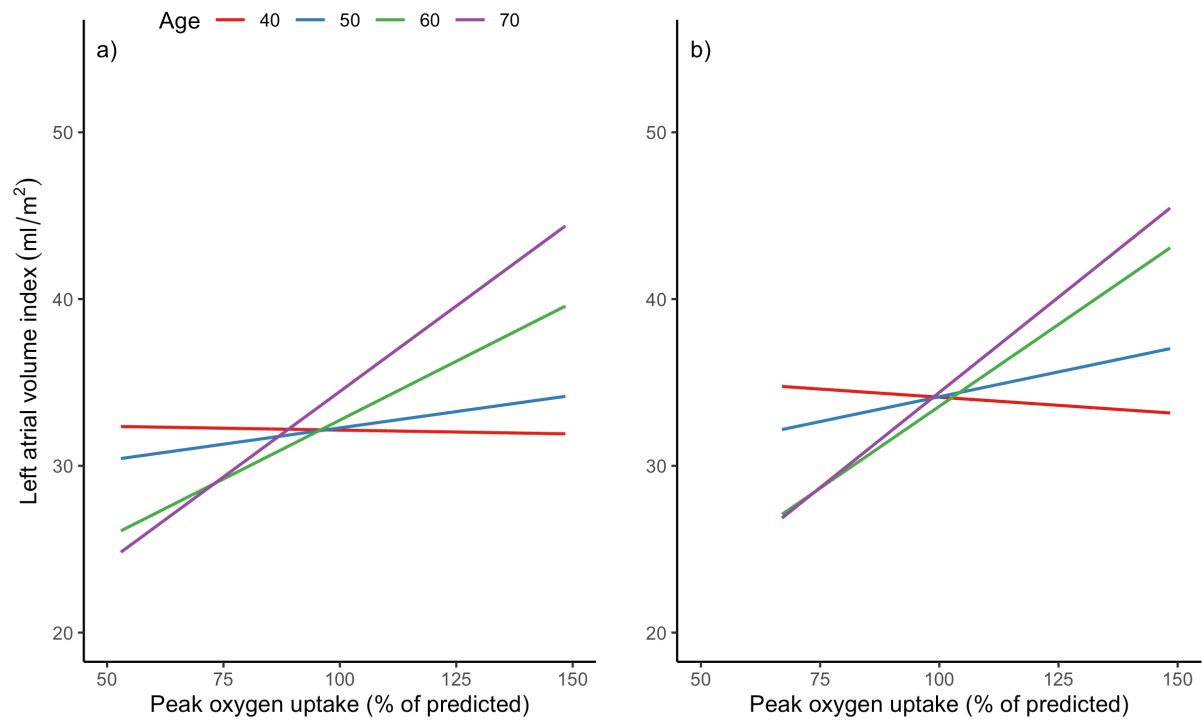 Age 40 50 60 70
a)
b)
50
40
30
20
50
40
30
20
Left atrial volume index (ml/m²)
50 75 100 125 150
50 75 100 125 150
Peak oxygen uptake (% of predicted)
Peak oxygen uptake (% of predicted)